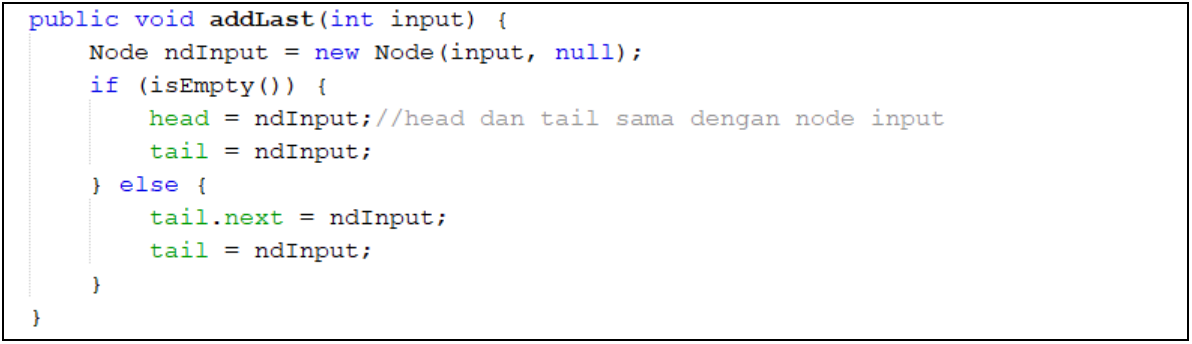 public void addLast(int input) {
    Node ndInput = new Node(input, null);
    if (isEmpty()) {
        head = ndInput;//head dan tail sama dengan node input
        tail = ndInput;
    } else {
        tail.next = ndInput;
        tail = ndInput;
    }
}